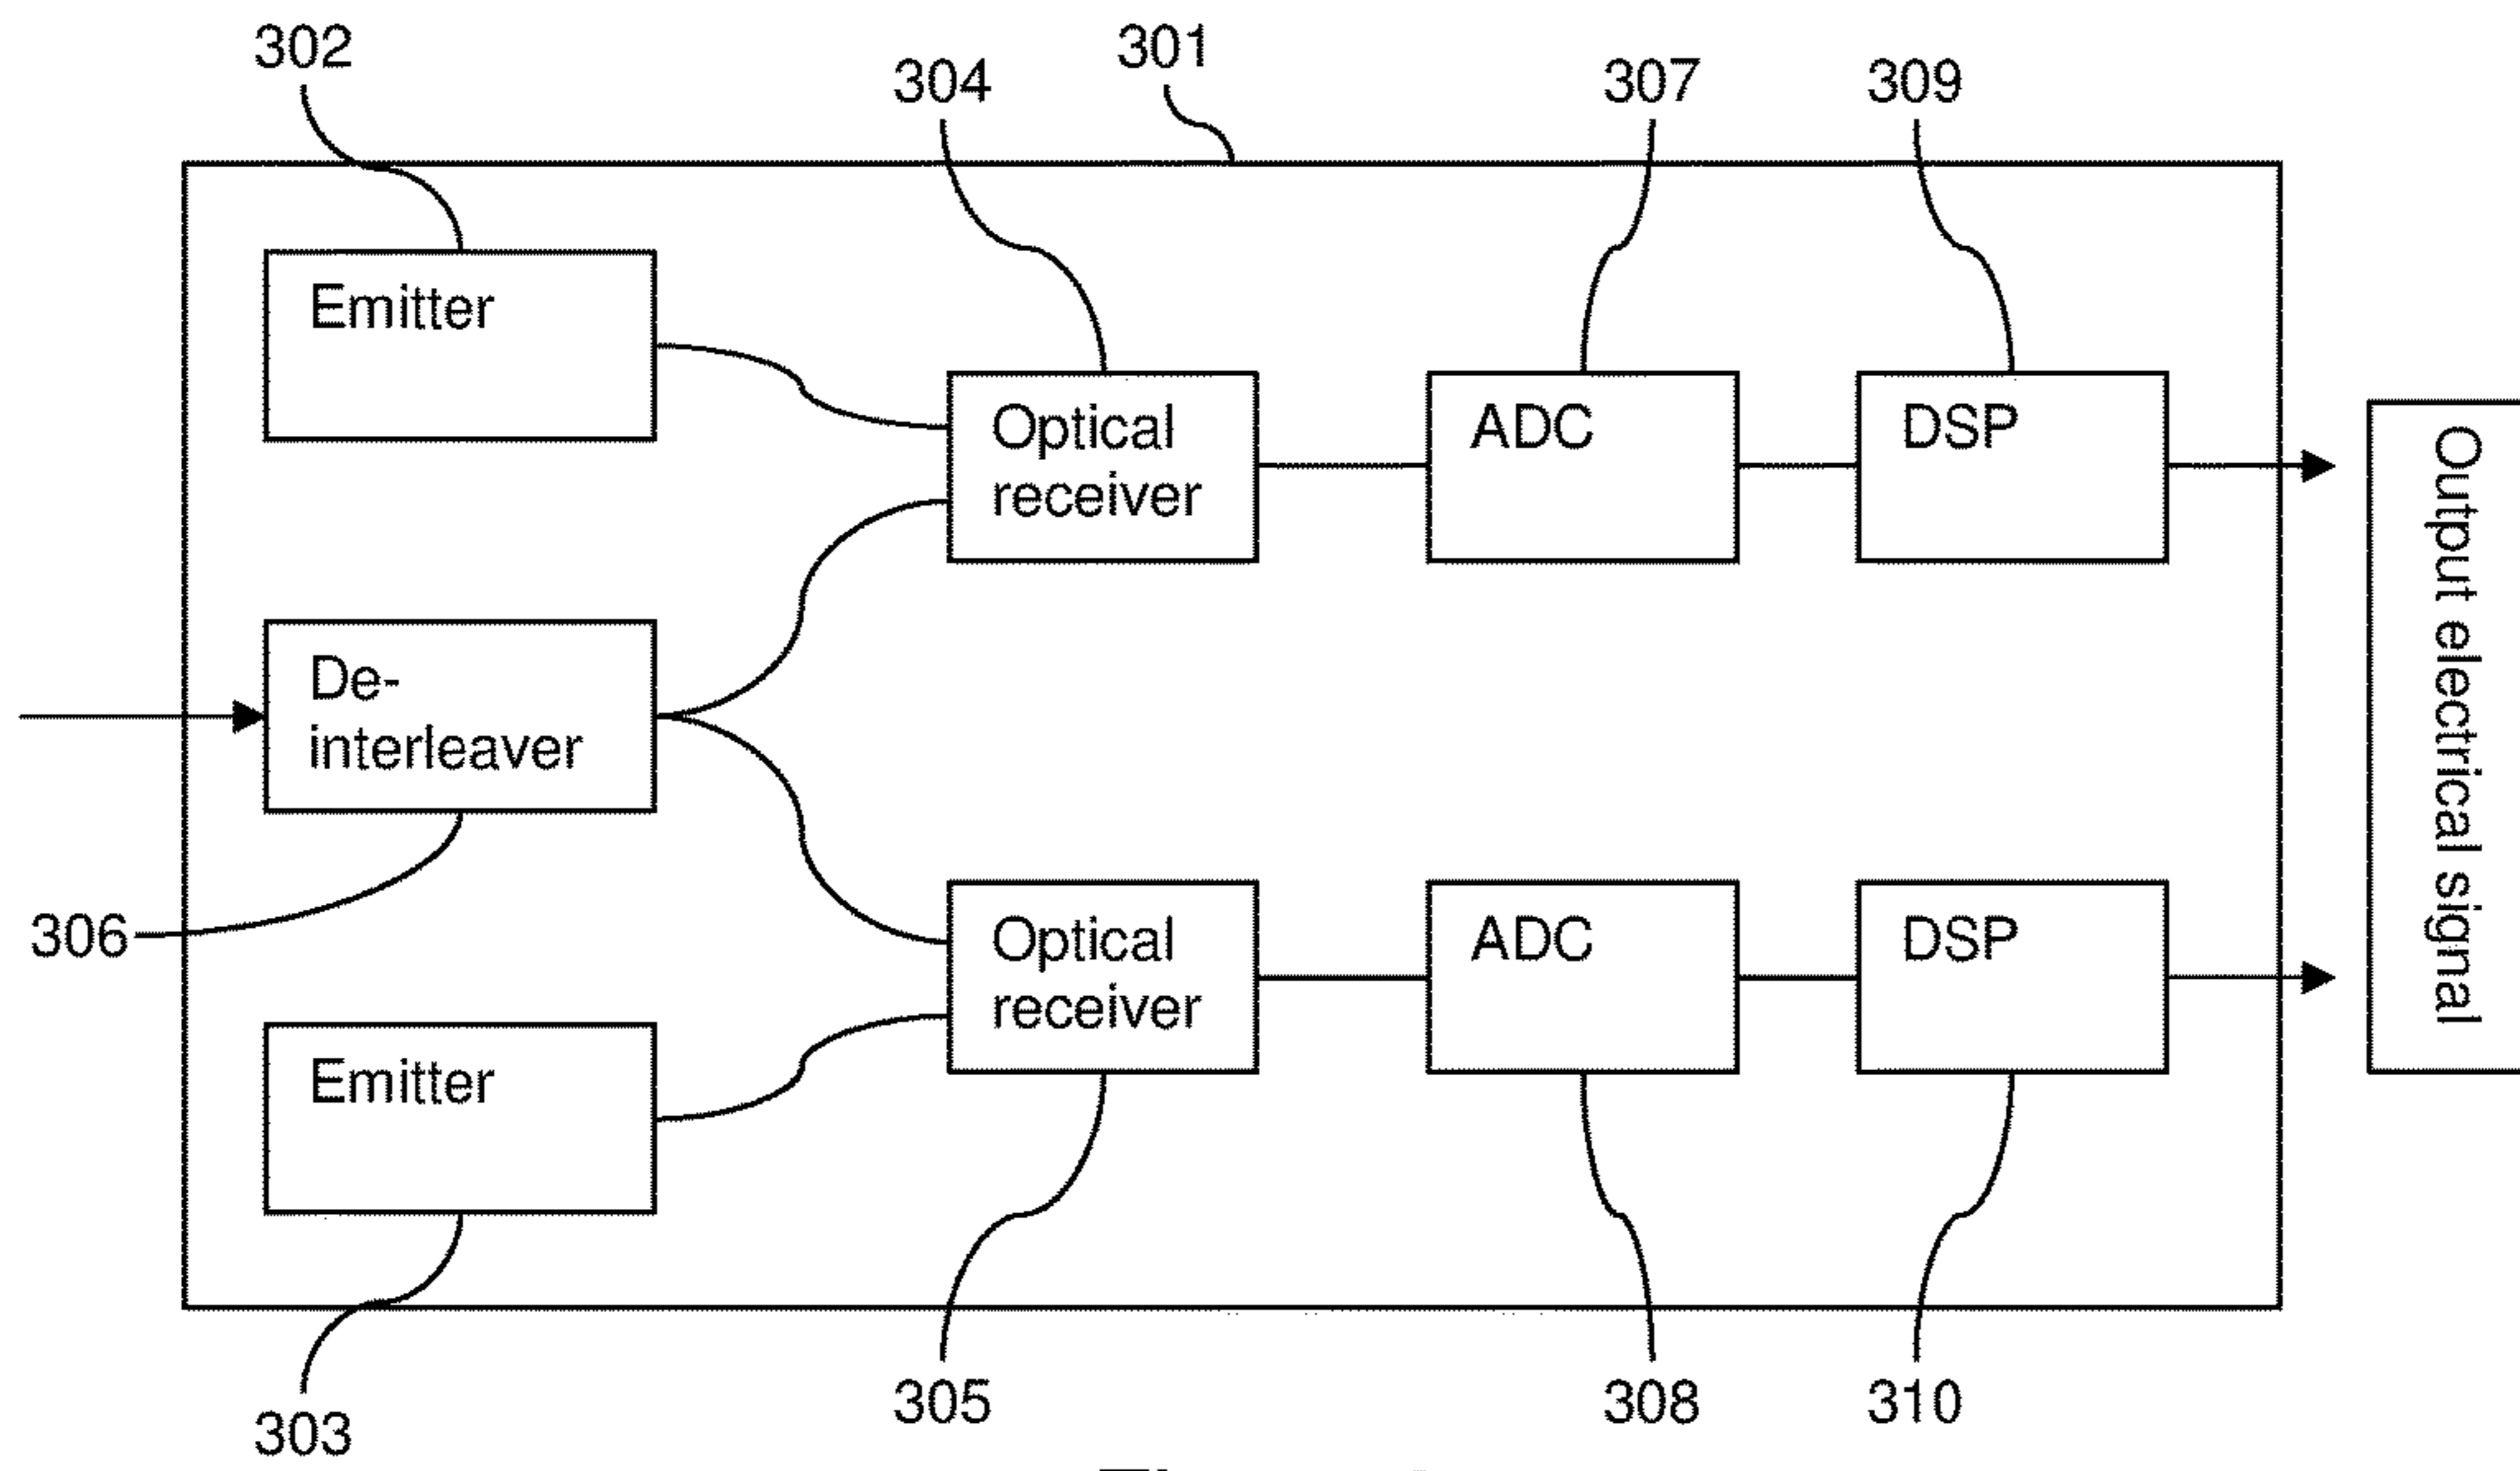 302
301
304
307
309
Emitter
Optical
receiver
ADC
DSP
De-
interleaver
Output electrical signal
306
Optical
receiver
ADC
DSP
Emitter
305
308
310
303